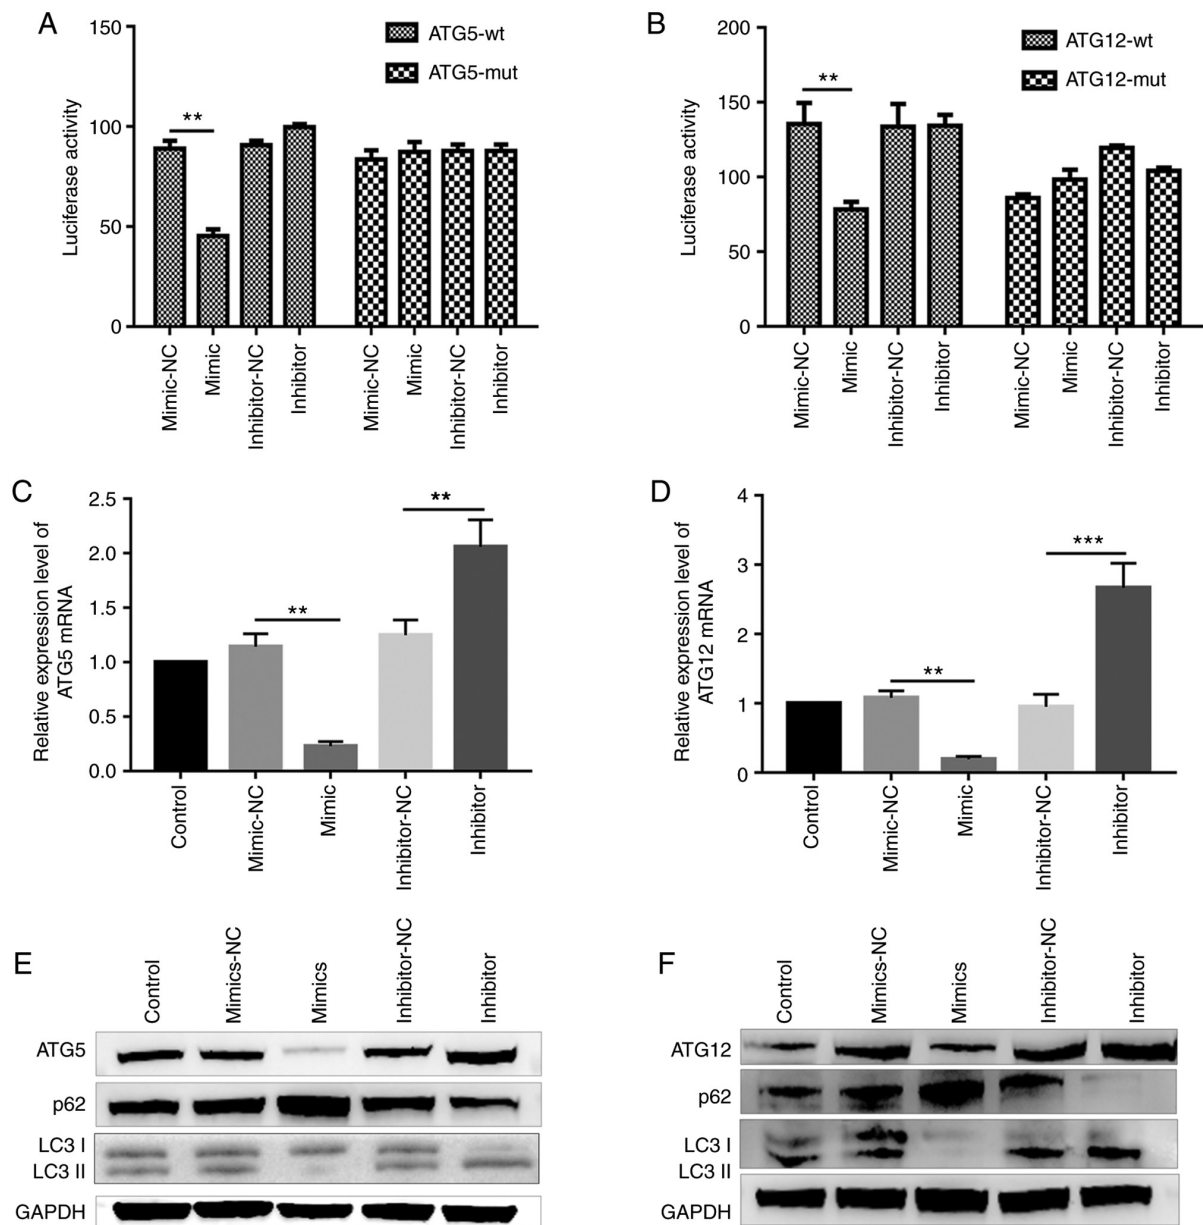 A
150
100
50
0
Luciferase activity
**
ATG5-wt
ATG5-mut
Mimic-NC
Mimic
Inhibitor-NC
Inhibitor
Mimic-NC
Mimic
Inhibitor-NC
Inhibitor
B
200
150
100
50
0
Luciferase activity
**
ATG12-wt
ATG12-mut
Mimic-NC
Mimic
Inhibitor-NC
Inhibitor
Mimic-NC
Mimic
Inhibitor-NC
Inhibitor
C
Relative expression level of
ATG5 mRNA
2.5
2.0
1.5
1.0
0.5
0.0
**
**
Control
Mimic-NC
Mimic
Inhibitor-NC
Inhibitor
D
Relative expression level of
ATG12 mRNA
4
3
2
1
0
**
***
Control
Mimic-NC
Mimic
Inhibitor-NC
Inhibitor
E
Control
Mimics-NC
Mimics
Inhibitor-NC
Inhibitor
ATG5
p62
LC3 I
LC3 II
GAPDH
F
Control
Mimics-NC
Mimics
Inhibitor-NC
Inhibitor
ATG12
p62
LC3 I
LC3 II
GAPDH